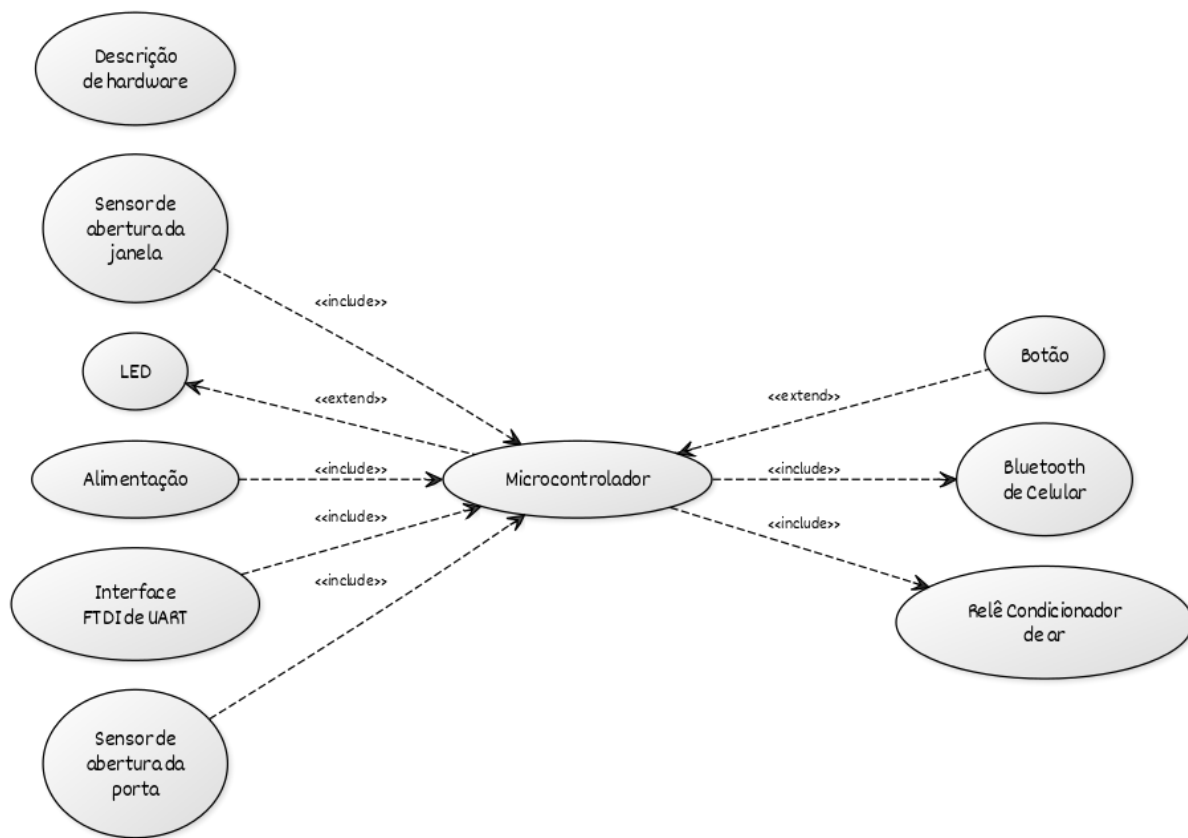 Descrição
de hardware
Sensor de
abertura da
janela
<<include>>
LED
<<extend>>
Botão
<<extend>>
Alimentação
<<include>>
Microcontrolador
<<include>>
Bluetooth
de Celular
<<include>>
<<include>>
Interface
FTDI de UART
<<include>>
Relê Condicionador
de ar
Sensor de
abertura da
porta